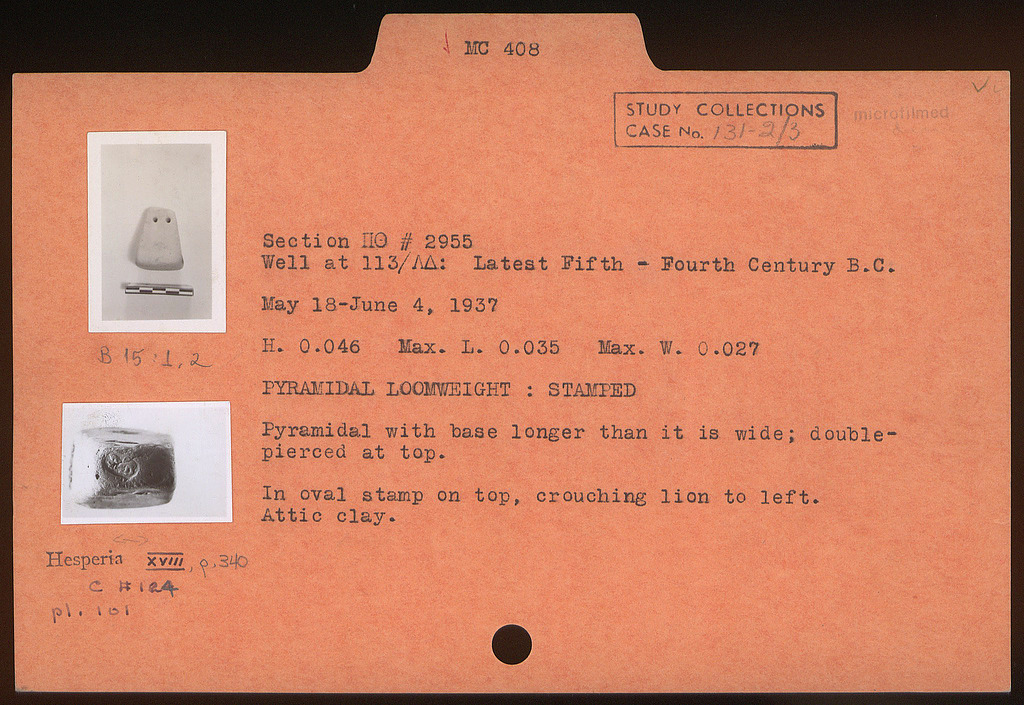 MC 408
STUDY COLLECTIONS
CASE No. 131-2/3
microfilmed
Section ΠΘ # 2955
Well at 113/ΛΔ: Latest Fifth - Fourth Century B.C.
May 18-June 4, 1937
H. 0.046 Max. L. 0.035 Max. W. 0.027
PYRAMIDAL LOOMWEIGHT : STAMPED
Pyramidal with base longer than it is wide; double-
pierced at top.
In oval stamp on top, crouching lion to left.
Attic clay.
B 15:1,2
Hesperia XVIII, p.340
C #124
pl. 101